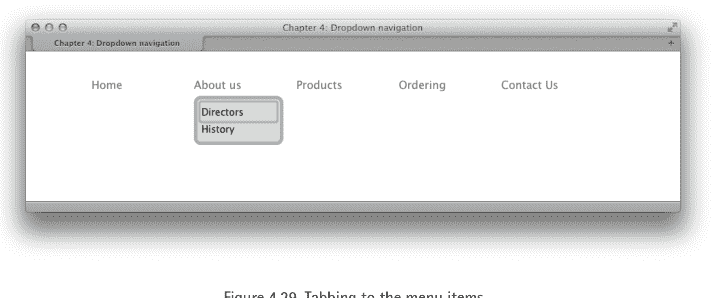 Chapter 4: Dropdown navigation
Chapter 4: Dropdown navigation +
Home About us Products Ordering Contact Us
Directors
History
Figure 4.29 Tabbing to the menu items